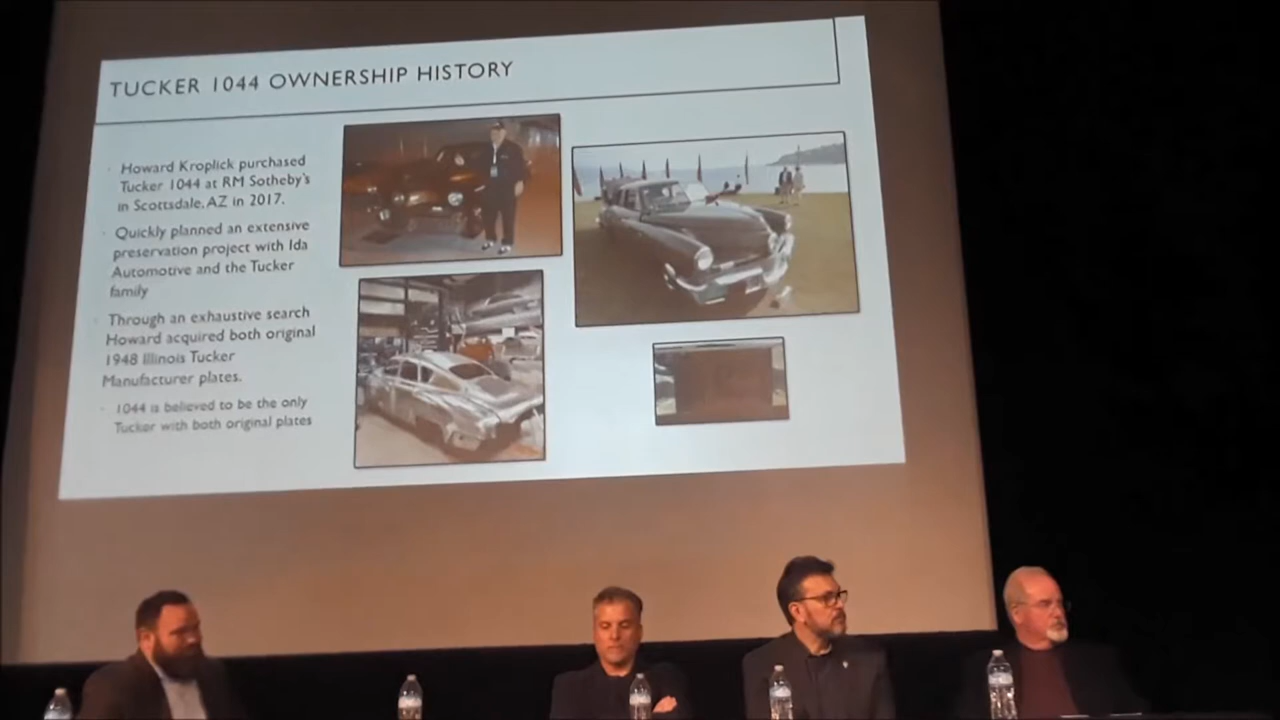 TUCKER 1044 OWNERSHIP HISTORY
Howard Kroplick purchased
Tucker 1044 at RM Sotheby's
in Scottsdale, AZ in 2017.
Quickly planned an extensive
preservation project with Ida
Automotive and the Tucker
family
Through an exhaustive search
Howard acquired both original
1948 Illinois Tucker
Manufacturer plates.
1044 is believed to be the only
Tucker with both original plates